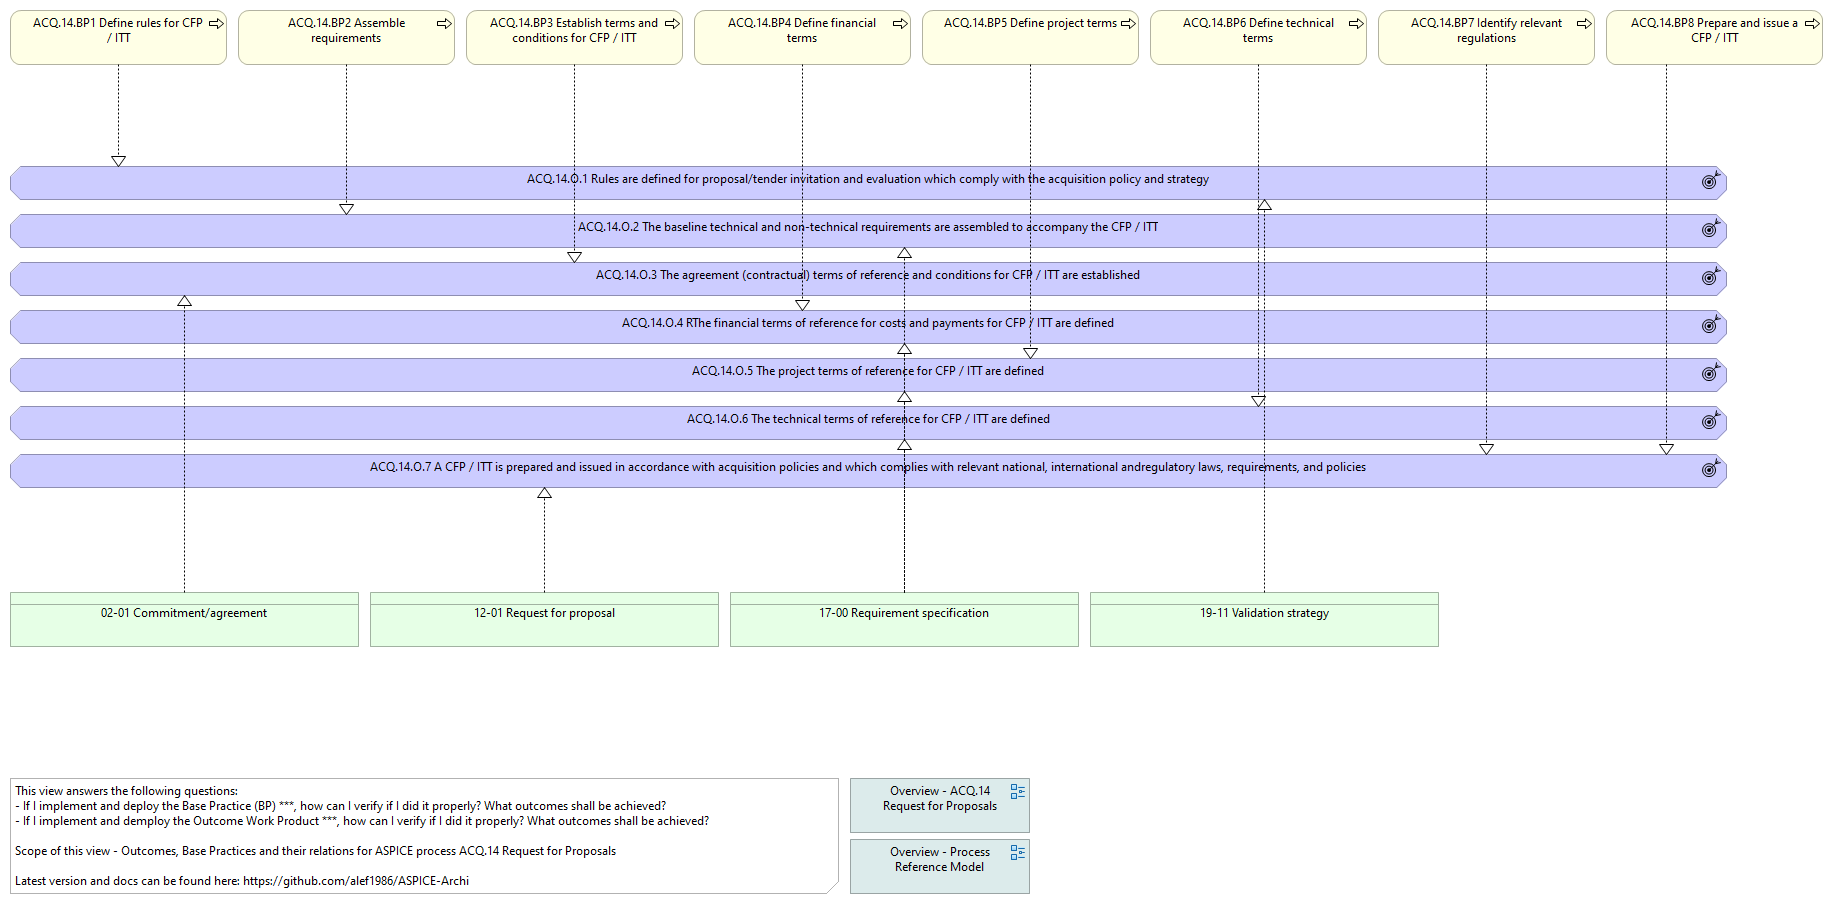 ACQ.14.BP1 Define rules for CFP
/ ITT
ACQ.14.BP2 Assemble
requirements
ACQ.14.BP3 Establish terms and
conditions for CFP / ITT
ACQ.14.BP4 Define financial
terms
ACQ.14.BP5 Define project terms
ACQ.14.BP6 Define technical
terms
ACQ.14.BP7 Identify relevant
regulations
ACQ.14.BP8 Prepare and issue a
CFP / ITT
ACQ.14.O.1 Rules are defined for proposal/tender invitation and evaluation which comply with the acquisition policy and strategy
ACQ.14.O.2 The baseline technical and non-technical requirements are assembled to accompany the CFP / ITT
ACQ.14.O.3 The agreement (contractual) terms of reference and conditions for CFP / ITT are established
ACQ.14.O.4 RThe financial terms of reference for costs and payments for CFP / ITT are defined
ACQ.14.O.5 The project terms of reference for CFP / ITT are defined
ACQ.14.O.6 The technical terms of reference for CFP / ITT are defined
ACQ.14.O.7 A CFP / ITT is prepared and issued in accordance with acquisition policies and which complies with relevant national, international andregulatory laws, requirements, and policies
02-01 Commitment/agreement
12-01 Request for proposal
17-00 Requirement specification
19-11 Validation strategy
This view answers the following questions:
- If I implement and deploy the Base Practice (BP) ***, how can I verify if I did it properly? What outcomes shall be achieved?
- If I implement and demploy the Outcome Work Product ***, how can I verify if I did it properly? What outcomes shall be achieved?
Scope of this view - Outcomes, Base Practices and their relations for ASPICE process ACQ.14 Request for Proposals
Latest version and docs can be found here: https://github.com/alef1986/ASPICE-Archi
Overview - ACQ.14
Request for Proposals
Overview - Process
Reference Model